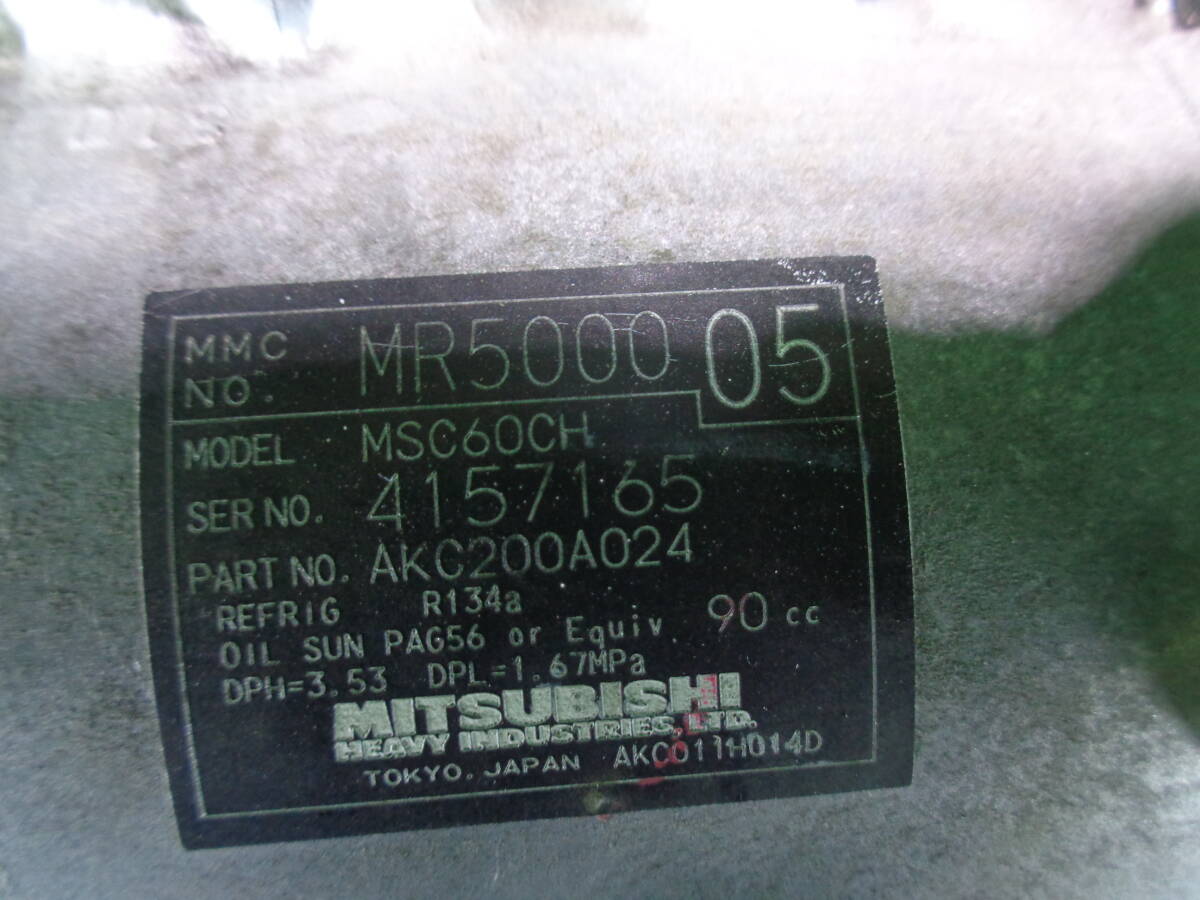 MMC NO. MR5000 05
MODEL MSC60CH
SER NO. 4157165
PART NO. AKC200A024
REFRIG R134a
OIL SUN PAG56 or Equiv. 90 cc
DPH=3.53 DPL=1.67MPa
MITSUBISHI
HEAVY INDUSTRIES, LTD.
TOKYO. JAPAN AKC011H014D